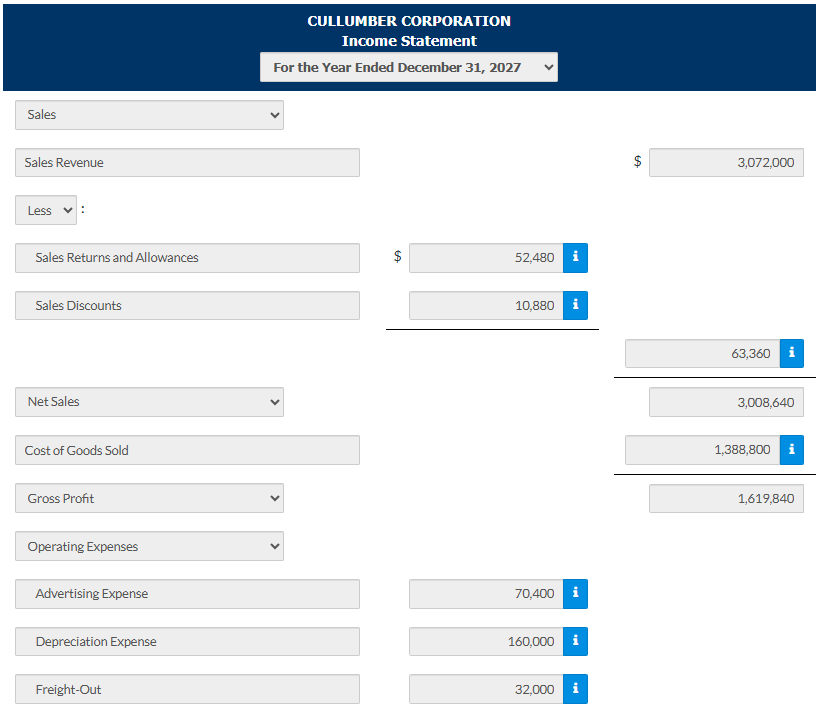 CULLUMBER CORPORATION
Income Statement
For the Year Ended December 31, 2027
Sales
Sales Revenue $ 3,072,000
Less :
Sales Returns and Allowances $ 52,480 i
Sales Discounts 10,880 i
63,360 i
Net Sales 3,008,640
Cost of Goods Sold 1,388,800 i
Gross Profit 1,619,840
Operating Expenses
Advertising Expense 70,400 i
Depreciation Expense 160,000 i
Freight-Out 32,000 i